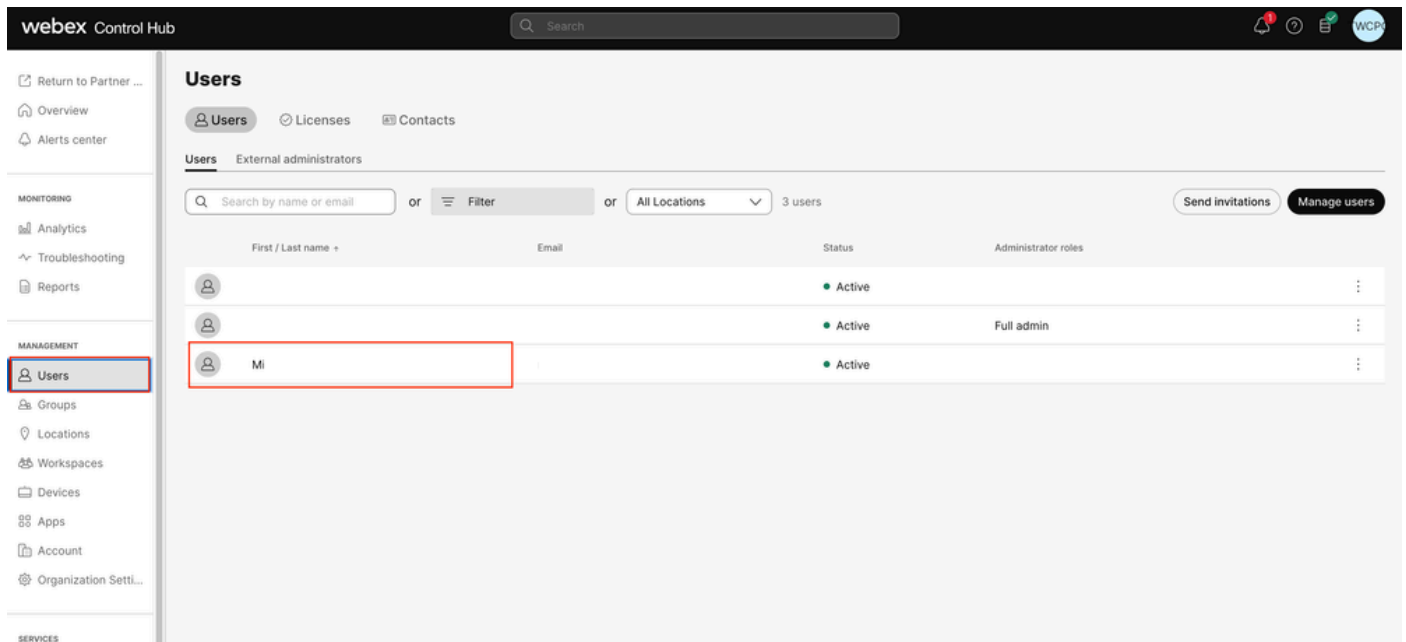 webex Control Hub
Search
1
WCP
Return to Partner ...
Overview
Alerts center
MONITORING
Analytics
Troubleshooting
Reports
MANAGEMENT
Users
Groups
Locations
Workspaces
Devices
Apps
Account
Organization Setti...
SERVICES
Users
Users Licenses Contacts
Users External administrators
Search by name or email or Filter or All Locations 3 users Send invitations Manage users
First / Last name Email Status Administrator roles
Active
Active Full admin
Mi Active